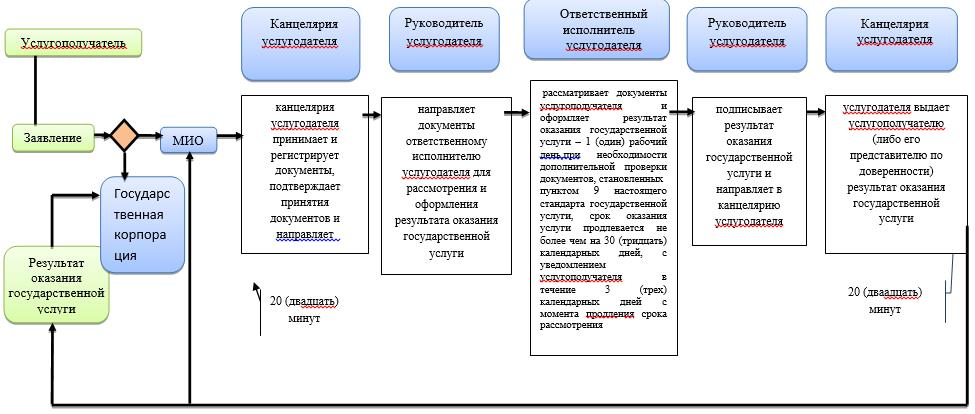 Услугополучатель
Заявление
МИО
Государс
твенная
корпора
ция
Результат
оказания
государственной
услуги
Канцелярия
услугодателя
канцелярия
услугодателя
принимает и
регистрирует
документы,
подтверждает
принятия
документов и
направляет
20 (двадцать)
минут
Руководитель
услугодателя
направляет
документы
ответственному
исполнителю
услугодателя для
рассмотрения и
оформления
результата оказания
государственной
услуги
Ответственный
исполнитель
услугодателя
рассматривает документы
услугополучателя и
оформляет результат
оказания государственной
услуги – 1 (один) рабочий
день,при необходимости
дополнительной проверки
документов, становленных
пунктом 9 настоящего
стандарта государственной
услуги, срок оказания
услуги продлевается не
более чем на 30 (тридцать)
календарных дней, с
уведомлением
услугополучателя в
течение 3 (трех)
календарных дней с
момента продления срока
рассмотрения
Руководитель
услугодателя
подписывает
результат
оказания
государственной
услуги и
направляет в
канцелярию
услугодателя
Канцелярия
услугодателя
услугодателя выдает
услугополучателю
(либо его
представителю по
доверенности)
результат оказания
государственной
услуги
20 (дваадцать)
минут